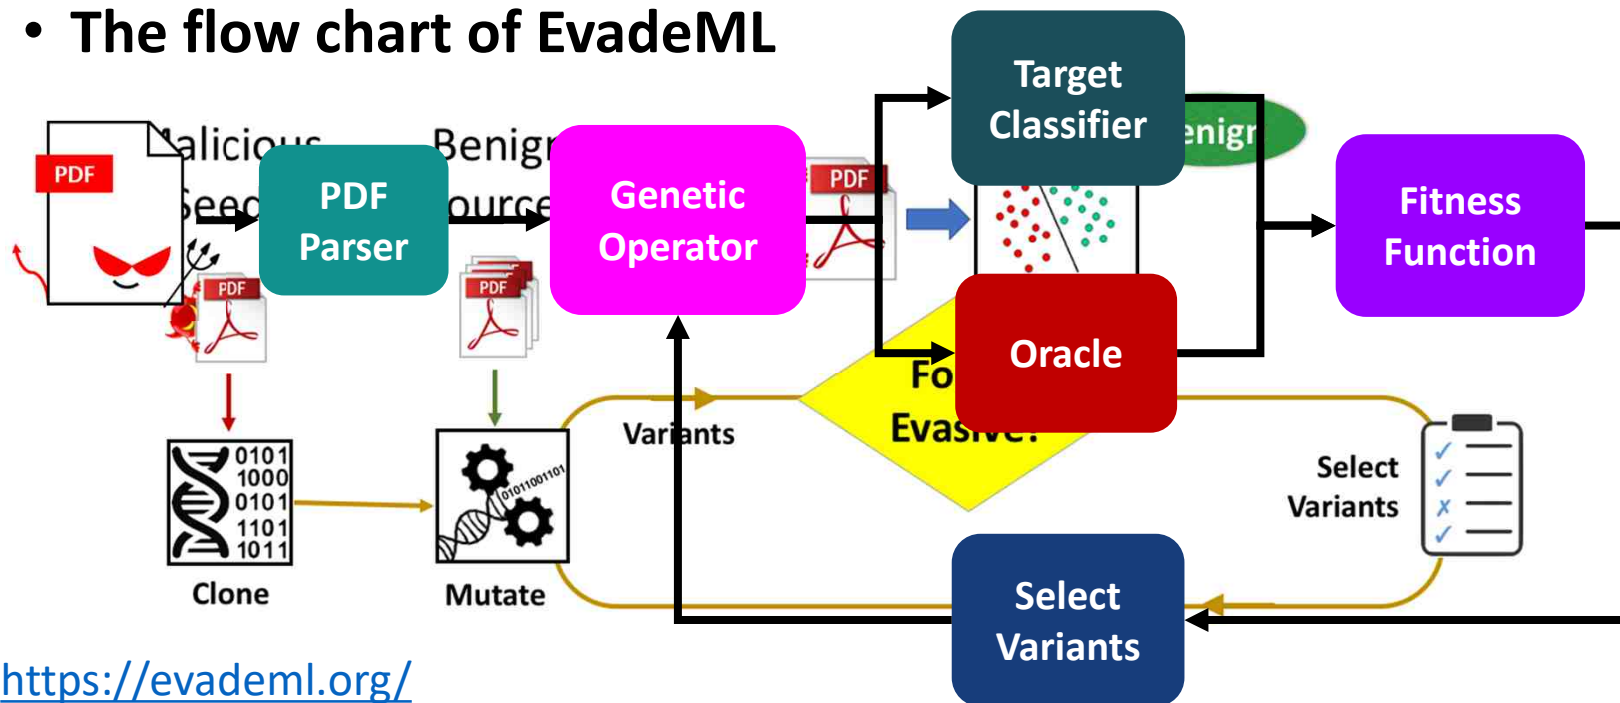 • The flow chart of EvadeML
Target
Classifier
PDF
PDF
Parser
Genetic
Operator
PDF
Fitness
Function
PDF
PDF
Oracle
Variants
0101
1000
0101
1101
1011
01011001101
Select
Variants
Clone
Mutate
Select
Variants
https://evademl.org/